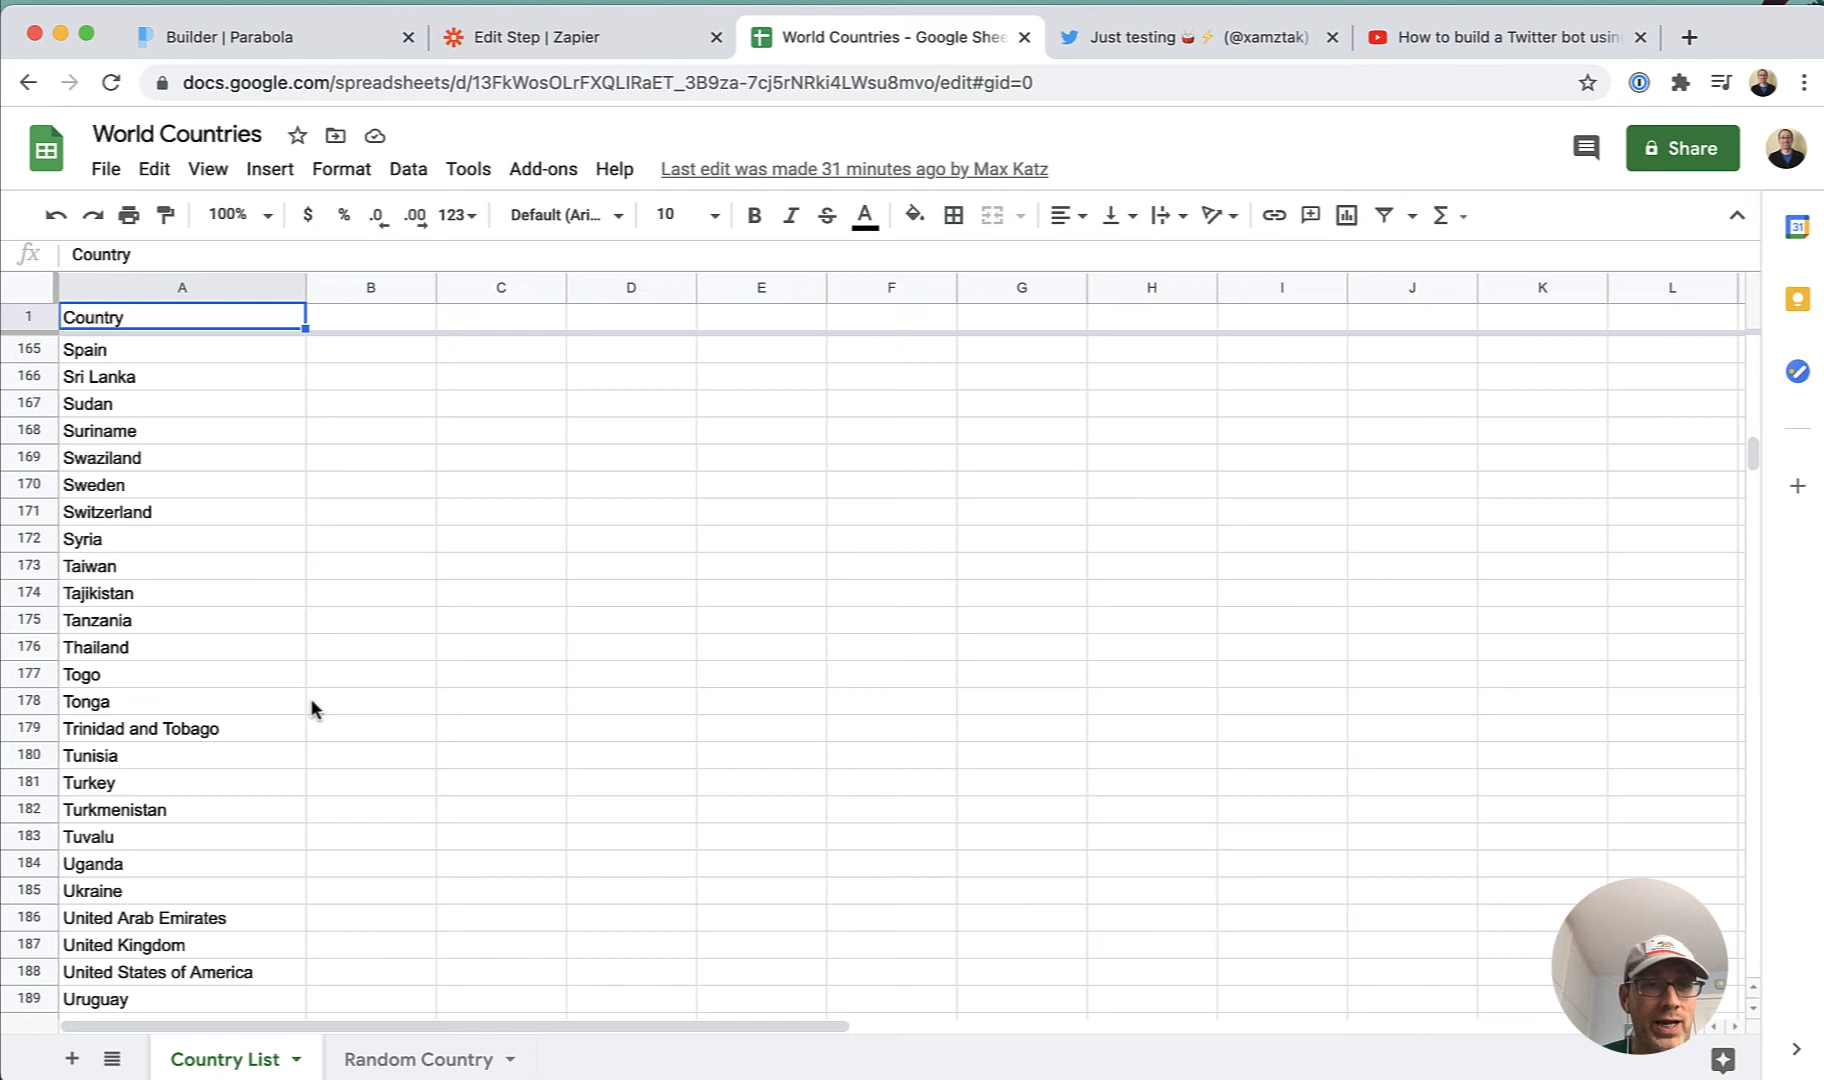 Builder | Parabola
Edit Step | Zapier
World Countries - Google Shee
Just testing 🥁⚡ (@xamztak)
How to build a Twitter bot using
docs.google.com/spreadsheets/d/13FkWosOLrFXQLIRaET_3B9za-7cj5rNRki4LWsu8mvo/edit#gid=0
World Countries
Share
File Edit View Insert Format Data Tools Add-ons Help Last edit was made 31 minutes ago by Max Katz
100% $ % .0 .00 123 Default (Ari... 10 B I S A Σ
31
fx Country
A B C D E F G H I J K L
1 Country
165 Spain
166 Sri Lanka
167 Sudan
168 Suriname
169 Swaziland
170 Sweden
171 Switzerland
172 Syria
173 Taiwan
174 Tajikistan
175 Tanzania
176 Thailand
177 Togo
178 Tonga
179 Trinidad and Tobago
180 Tunisia
181 Turkey
182 Turkmenistan
183 Tuvalu
184 Uganda
185 Ukraine
186 United Arab Emirates
187 United Kingdom
188 United States of America
189 Uruguay
Country List Random Country